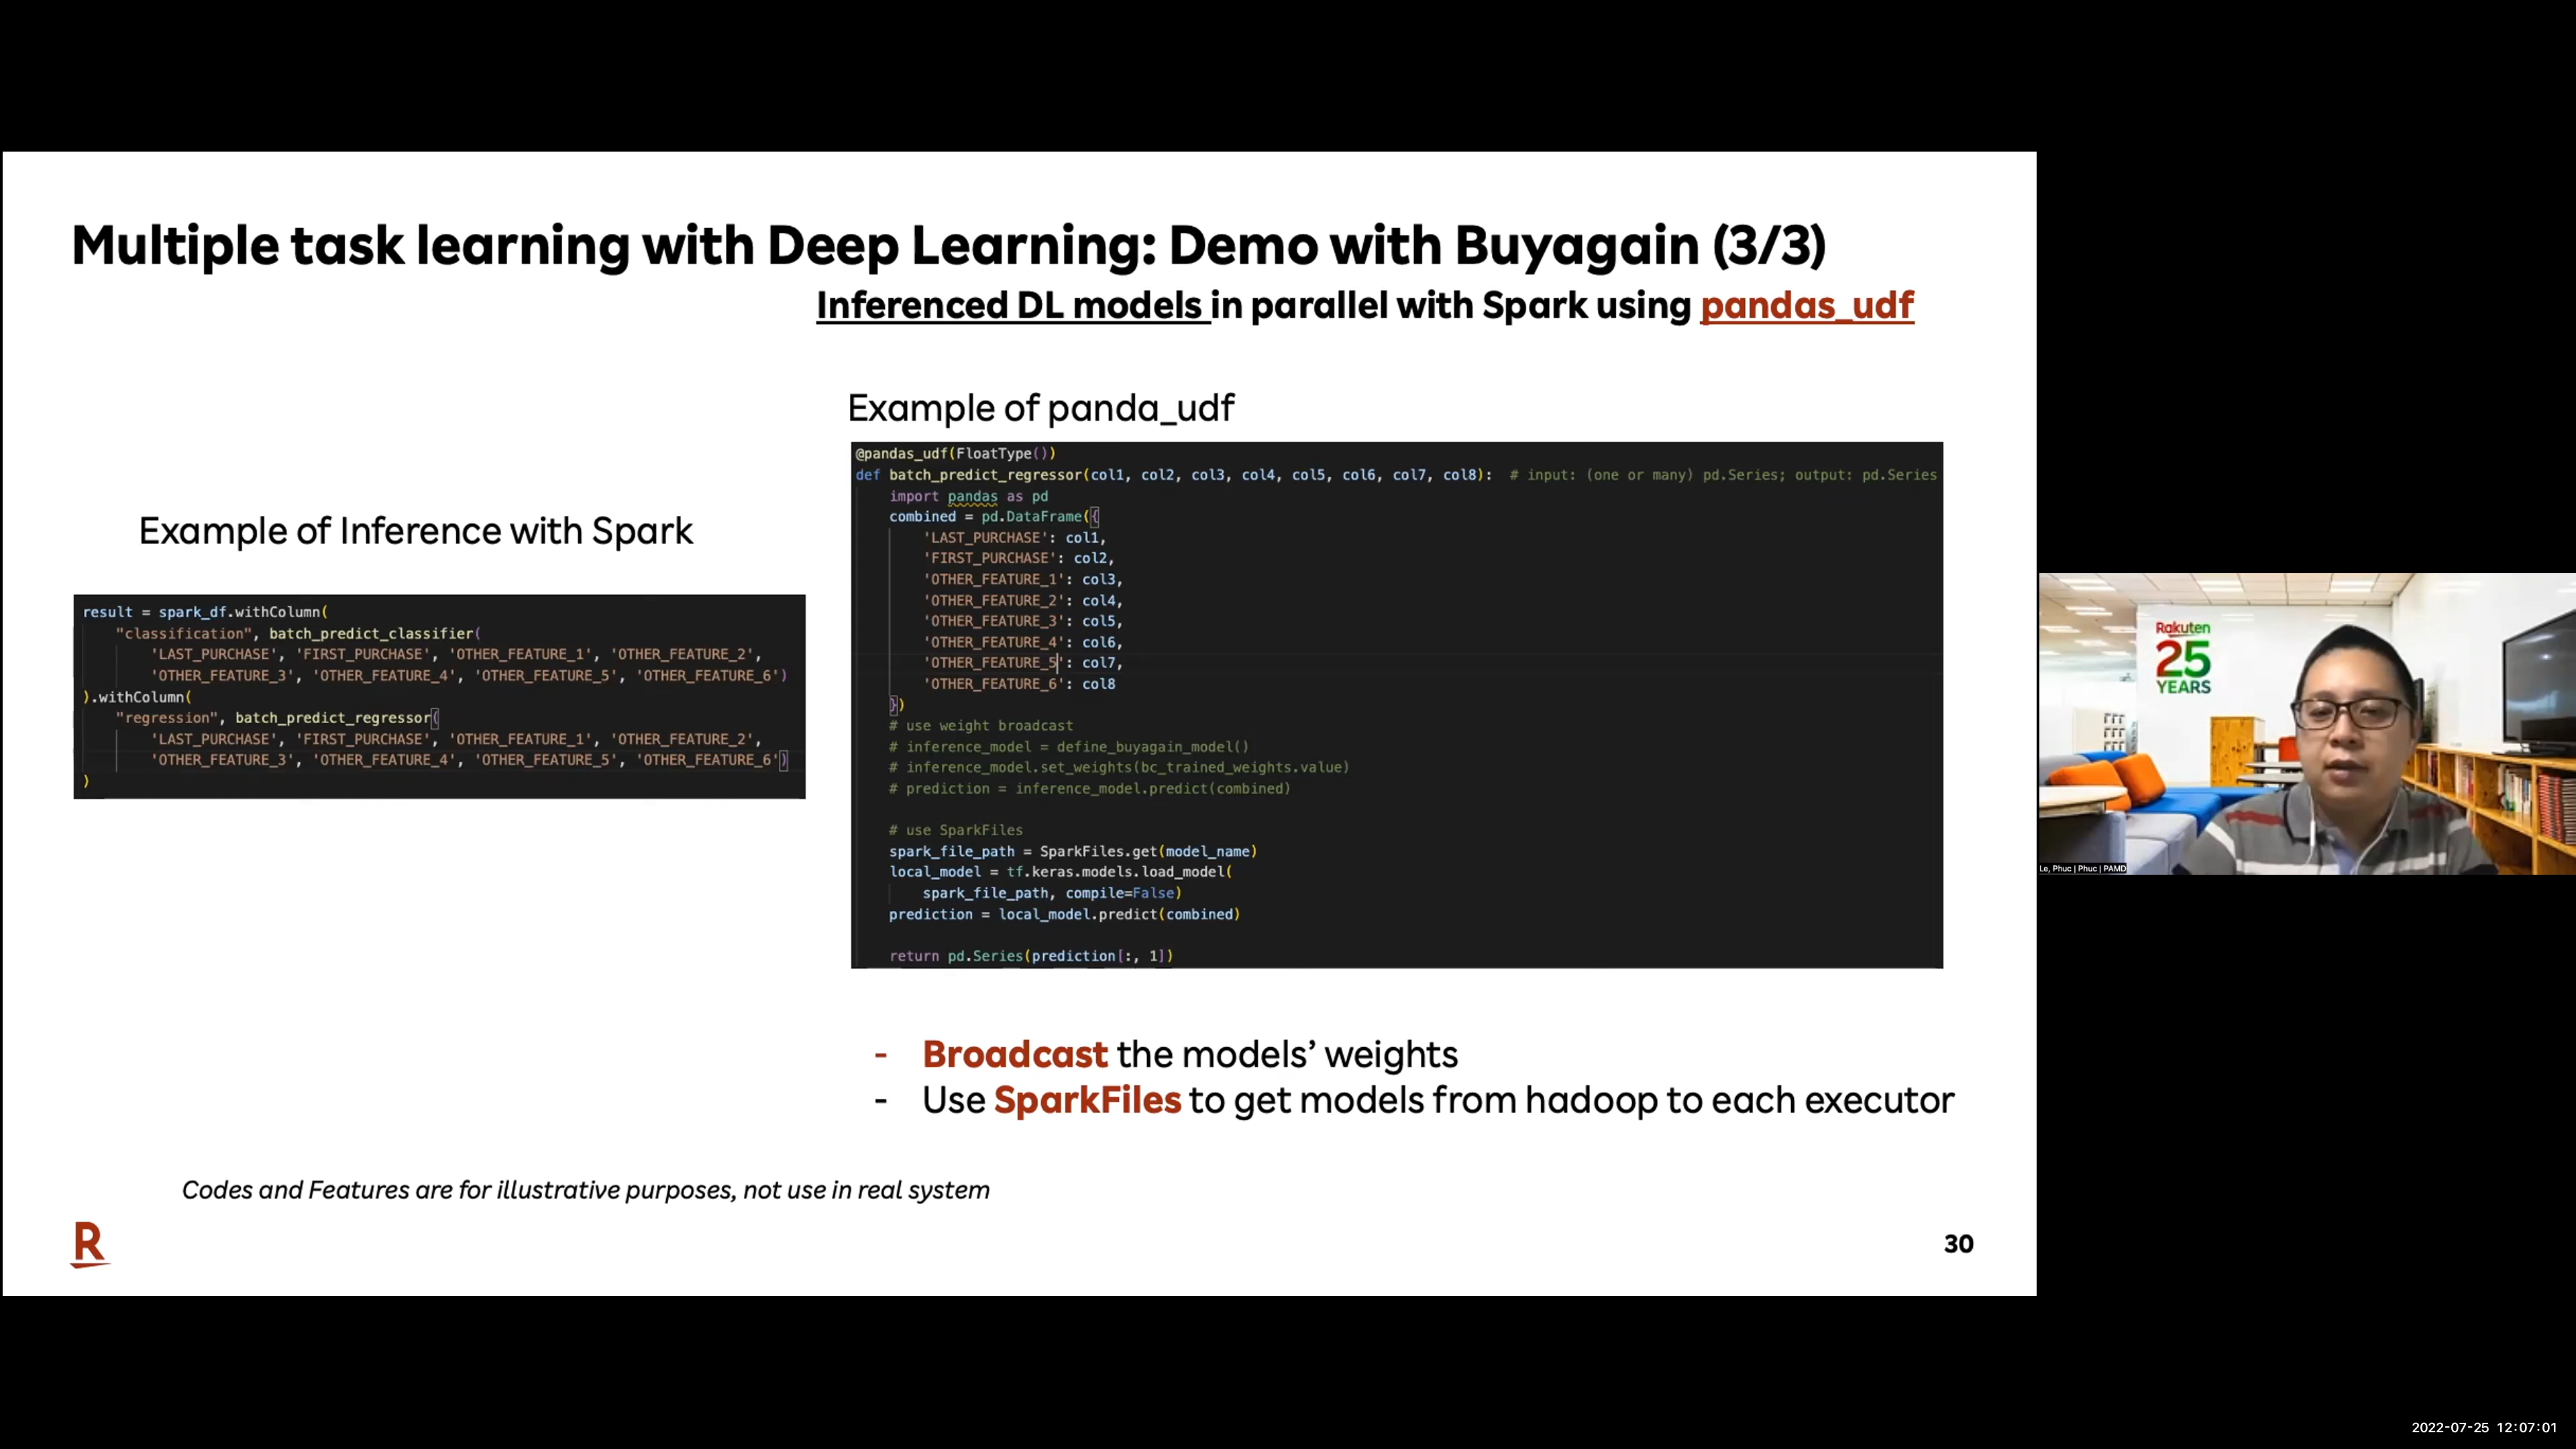 Multiple task learning with Deep Learning: Demo with Buyagain (3/3)
Inferenced DL models in parallel with Spark using pandas_udf
Example of Inference with Spark
result = spark_df.withColumn(
    "classification", batch_predict_classifier(
        'LAST_PURCHASE', 'FIRST_PURCHASE', 'OTHER_FEATURE_1', 'OTHER_FEATURE_2',
        'OTHER_FEATURE_3', 'OTHER_FEATURE_4', 'OTHER_FEATURE_5', 'OTHER_FEATURE_6')
).withColumn(
    "regression", batch_predict_regressor(
        'LAST_PURCHASE', 'FIRST_PURCHASE', 'OTHER_FEATURE_1', 'OTHER_FEATURE_2',
        'OTHER_FEATURE_3', 'OTHER_FEATURE_4', 'OTHER_FEATURE_5', 'OTHER_FEATURE_6')
)
Example of panda_udf
@pandas_udf(FloatType())
def batch_predict_regressor(col1, col2, col3, col4, col5, col6, col7, col8):  # input: (one or many) pd.Series; output: pd.Series
    import pandas as pd
    combined = pd.DataFrame({
        'LAST_PURCHASE': col1,
        'FIRST_PURCHASE': col2,
        'OTHER_FEATURE_1': col3,
        'OTHER_FEATURE_2': col4,
        'OTHER_FEATURE_3': col5,
        'OTHER_FEATURE_4': col6,
        'OTHER_FEATURE_5': col7,
        'OTHER_FEATURE_6': col8
    })
    # use weight broadcast
    # inference_model = define_buyagain_model()
    # inference_model.set_weights(bc_trained_weights.value)
    # prediction = inference_model.predict(combined)
    # use SparkFiles
    spark_file_path = SparkFiles.get(model_name)
    local_model = tf.keras.models.load_model(
        spark_file_path, compile=False)
    prediction = local_model.predict(combined)
    return pd.Series(prediction[:, 1])
- Broadcast the models’ weights
- Use SparkFiles to get models from hadoop to each executor
Codes and Features are for illustrative purposes, not use in real system
R
30
Rakuten
25
YEARS
Le, Phuc | Phuc | PAMD
2022-07-25 12:07:01